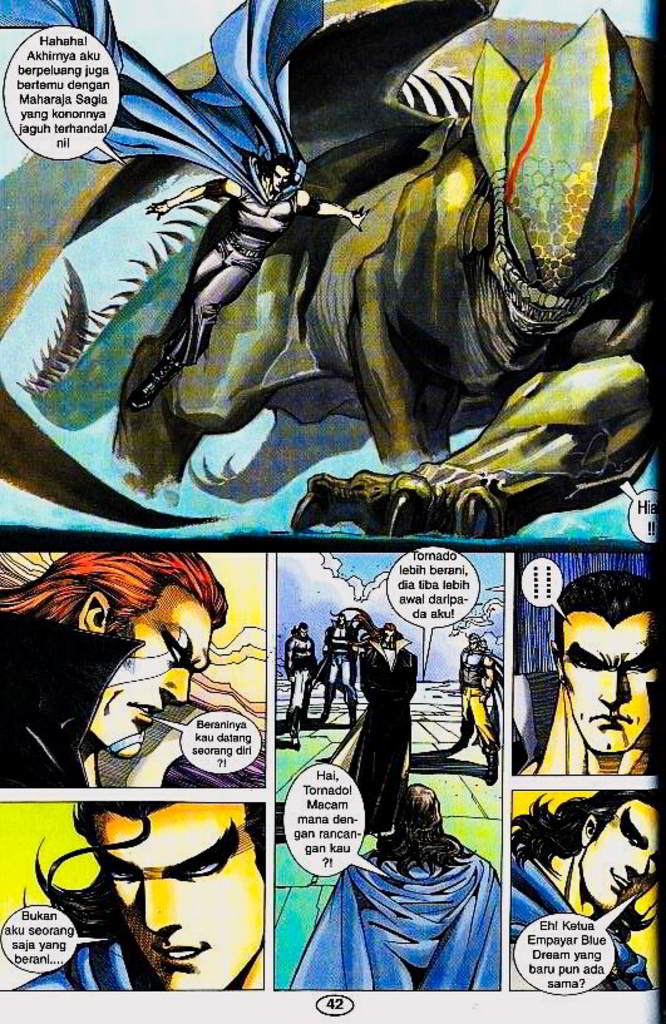 Hahaha!
Akhirnya aku
berpeluang juga
bertemu dengan
Maharaja Sagla
yang kononnya
jaguh terhandal
ni!
Hia
!!
Beraninya
kau datang
seorang diri
?!
Tornado
lebih berani,
dia tiba lebih
awal daripa-
da aku!
Hai,
Tornado!
Macam
mana den-
gan rancan-
gan kau
?!
!!!!!!
Bukan
aku seorang
saja yang
berani....
Eh! Ketua
Empayar Blue
Dream yang
baru pun ada
sama?
42